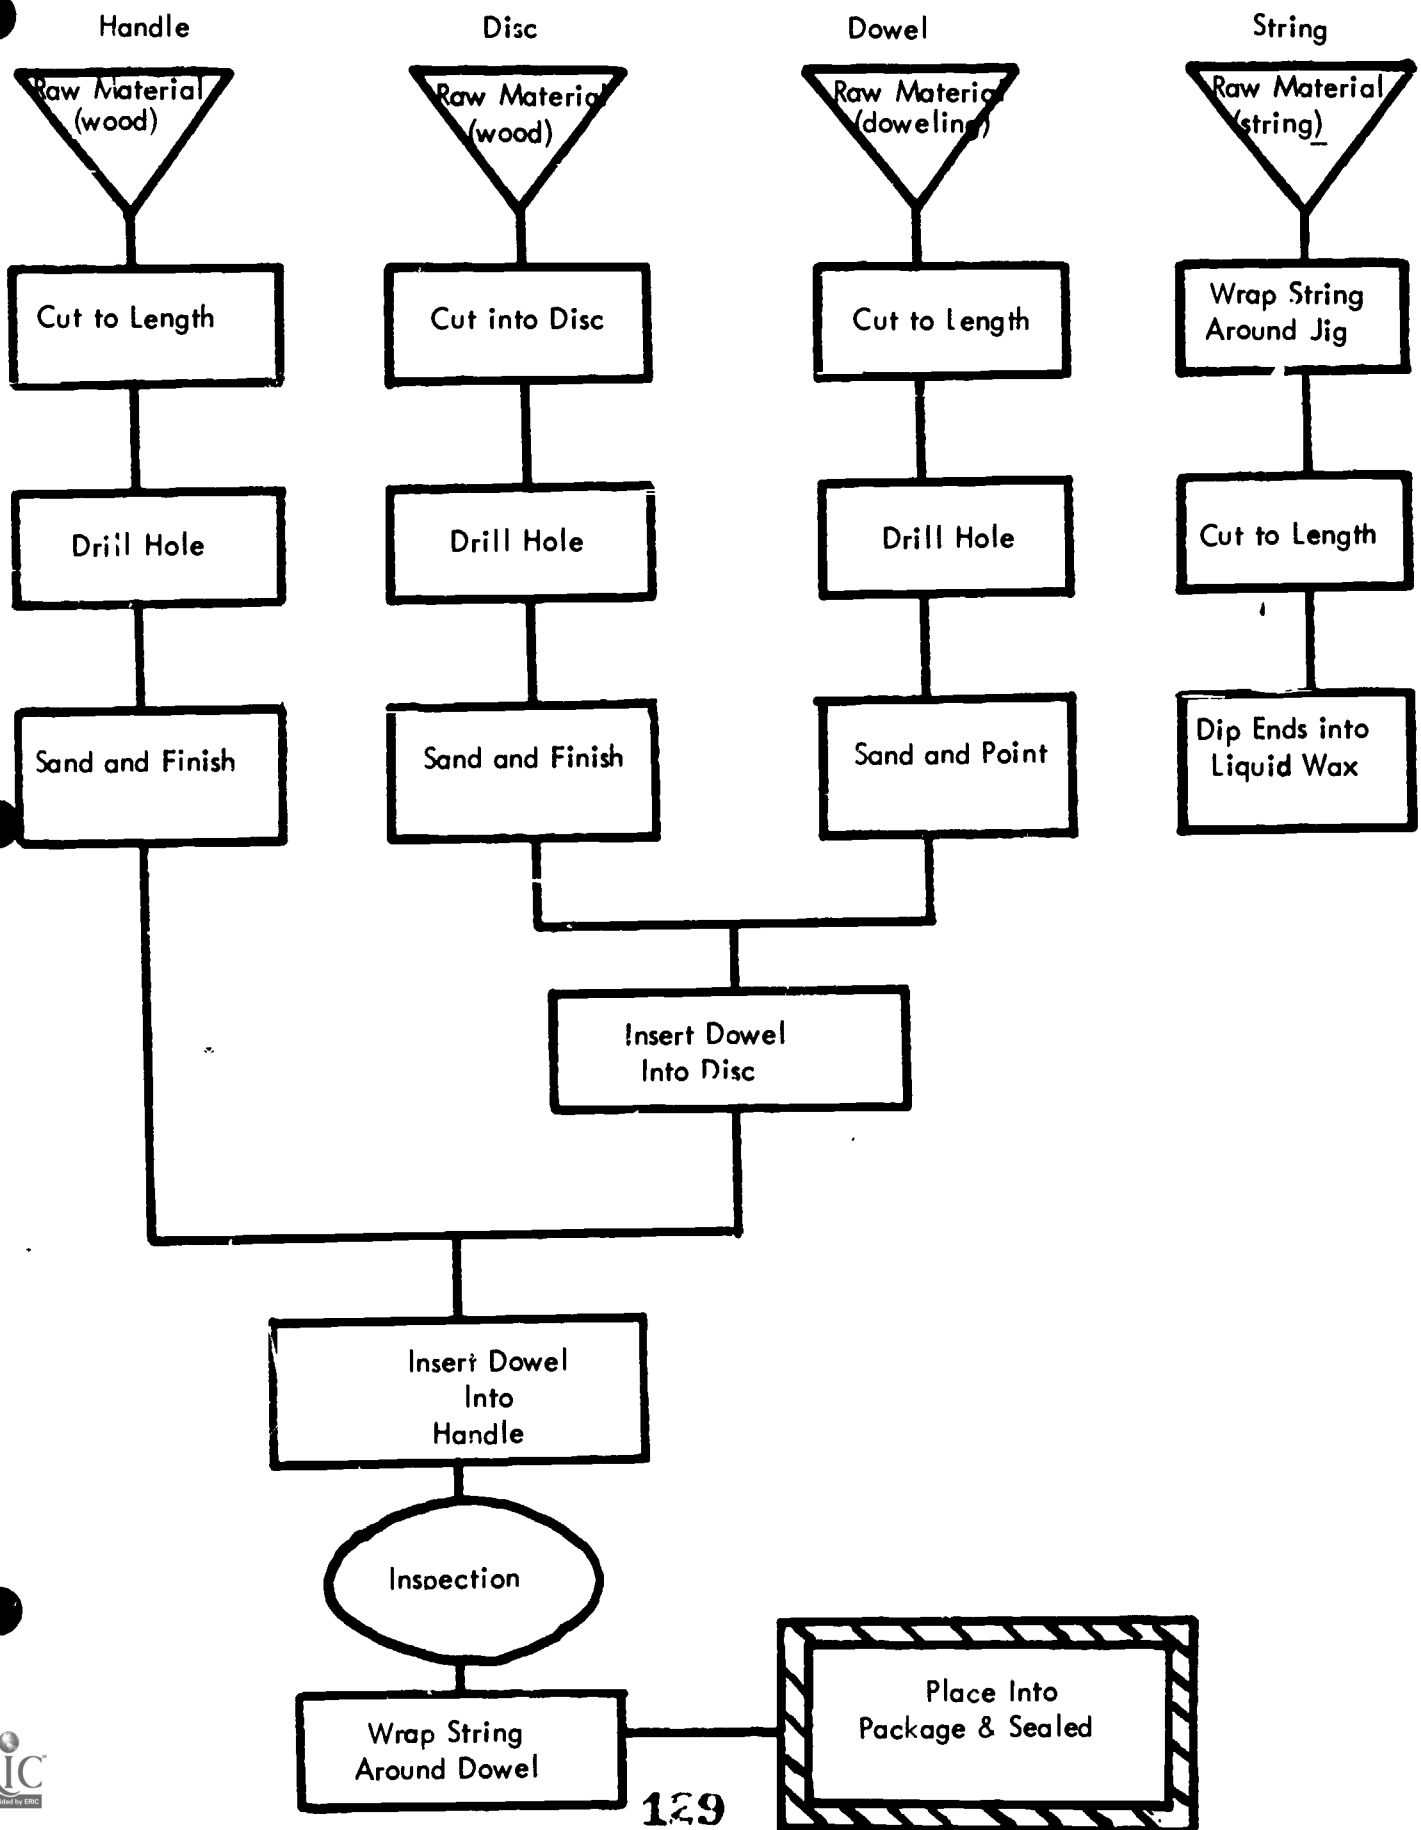 Handle
Disc
Dowel
String
Raw Material
(wood)
Raw Material
(wood)
Raw Material
(doweling)
Raw Material
(string)
Cut to Length
Cut into Disc
Cut to Length
Wrap String
Around Jig
Drill Hole
Drill Hole
Drill Hole
Cut to Length
Sand and Finish
Sand and Finish
Sand and Point
Dip Ends into
Liquid Wax
Insert Dowel
Into Disc
Insert Dowel
Into
Handle
Inspection
Wrap String
Around Dowel
Place Into
Package & Sealed
129